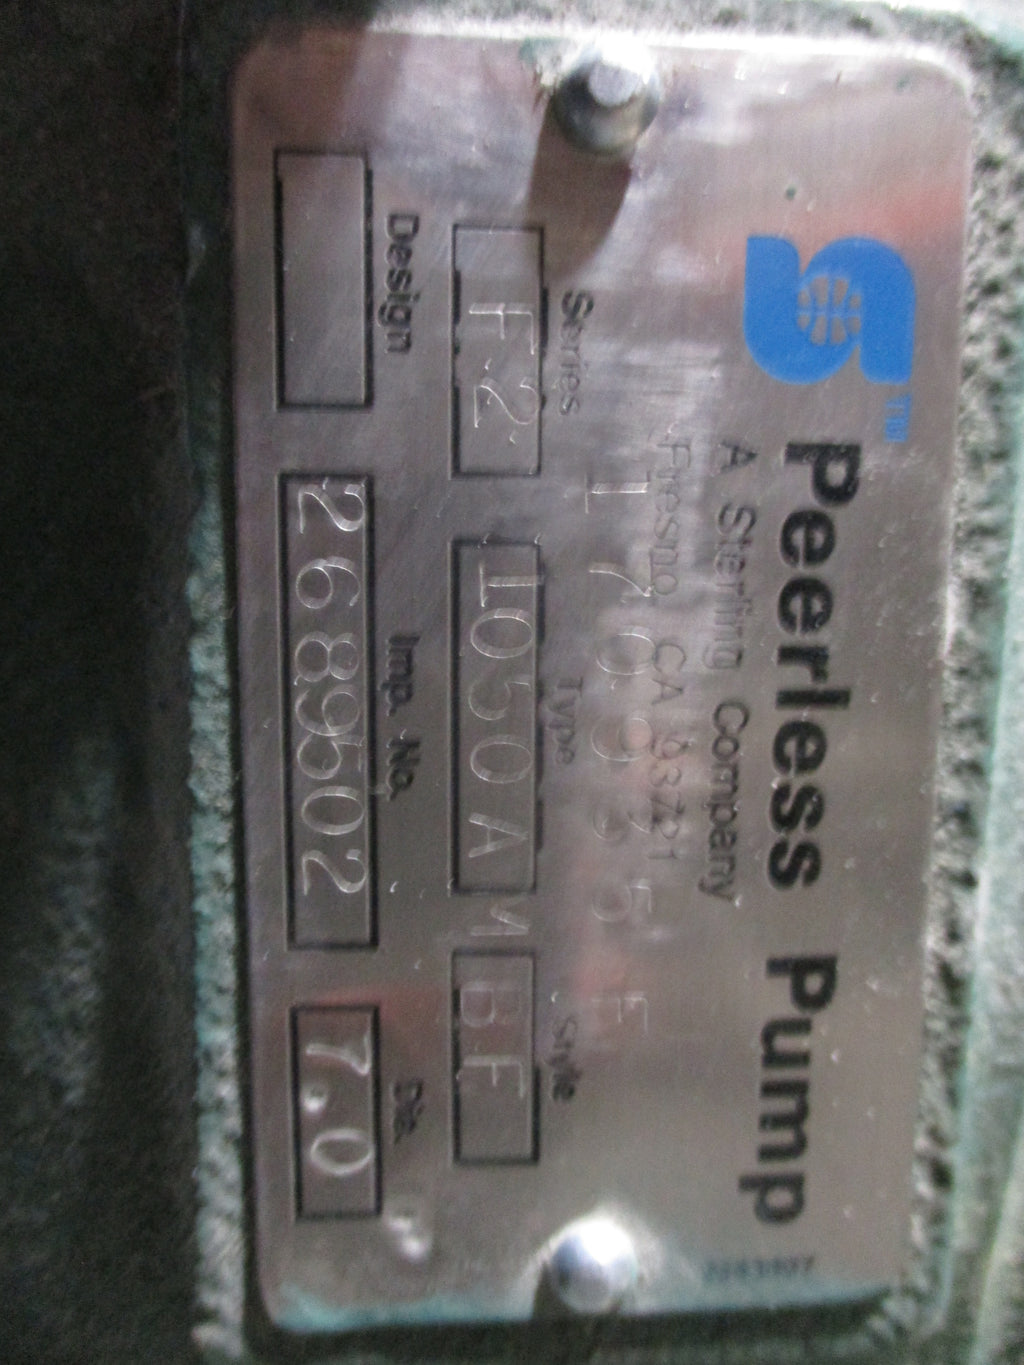 TM
Peerless Pump
A Sterling Company
Fresno, CA 93721
Series Type Style
F2 1050AM BF
Design Imp. No. Dia.
2689502 7.0